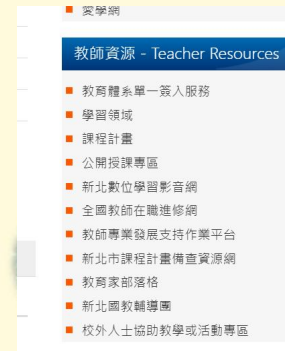 愛學網
教師資源 - Teacher Resources
教育體系單一簽入服務
學習領域
課程計畫
公開授課專區
新北數位學習影音網
全國教師在職進修網
教師專業發展支持作業平台
新北市課程計畫備查資源網
教育家部落格
新北國教輔導團
校外人士協助教學或活動專區